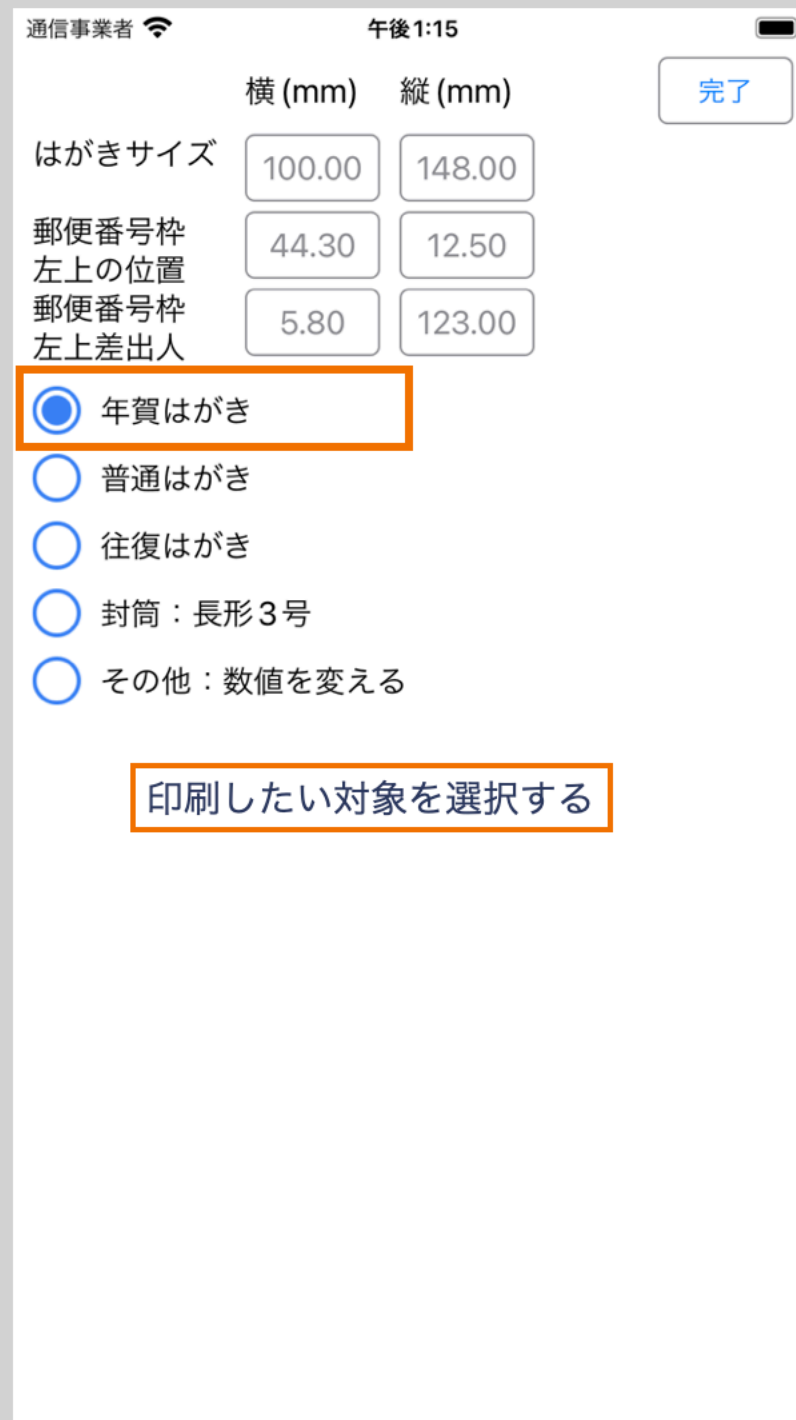 通信事業者 午後1:15
横(mm) 縦(mm) 完了
はがきサイズ 100.00 148.00
郵便番号枠
左上の位置 44.30 12.50
郵便番号枠
左上差出人 5.80 123.00
年賀はがき
普通はがき
往復はがき
封筒：長形3号
その他：数値を変える
印刷したい対象を選択する